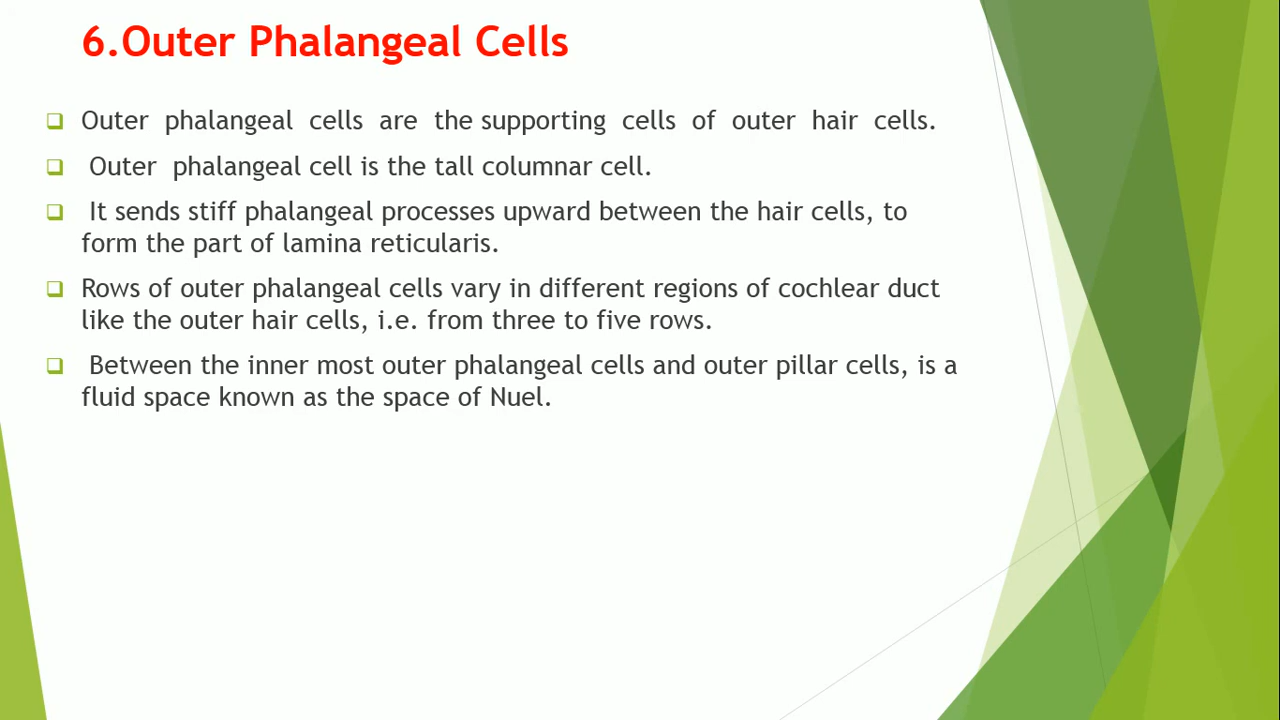 6.Outer Phalangeal Cells
Outer phalangeal cells are the supporting cells of outer hair cells.
Outer phalangeal cell is the tall columnar cell.
It sends stiff phalangeal processes upward between the hair cells, to
form the part of lamina reticularis.
Rows of outer phalangeal cells vary in different regions of cochlear duct
like the outer hair cells, i.e. from three to five rows.
Between the inner most outer phalangeal cells and outer pillar cells, is a
fluid space known as the space of Nuel.